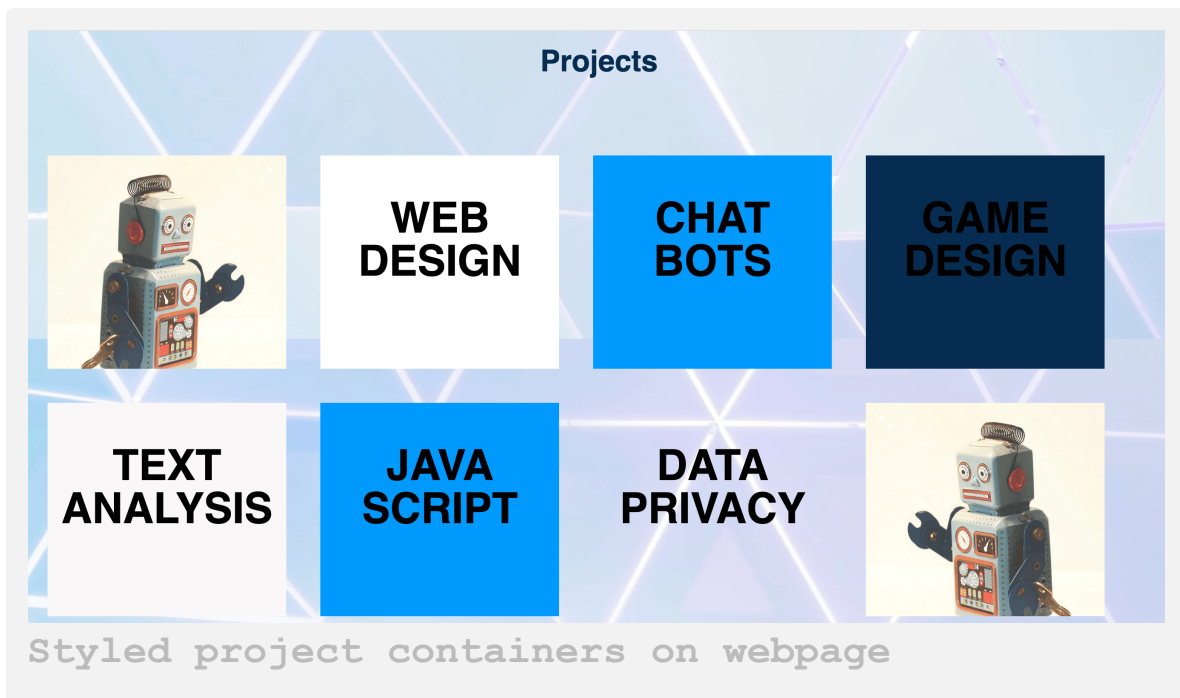 Projects
WEB
DESIGN
CHAT
BOTS
GAME
DESIGN
TEXT
ANALYSIS
JAVA
SCRIPT
DATA
PRIVACY
Styled project containers on webpage